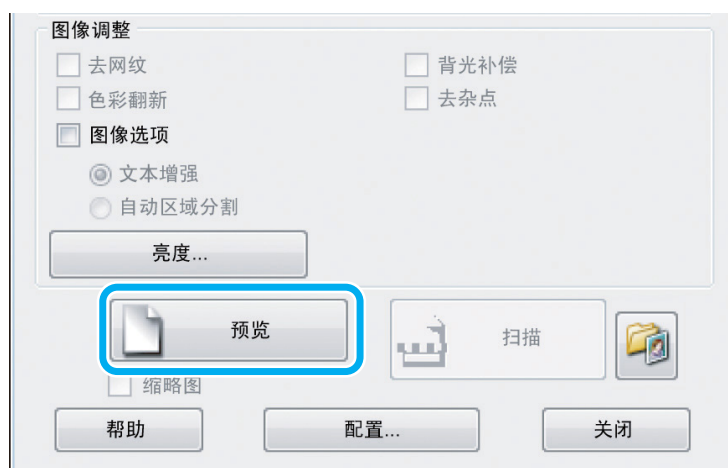 图像调整
去网纹 背光补偿
色彩翻新 去杂点
图像选项
文本增强
自动区域分割
亮度...
预览 扫描
缩略图
帮助 配置... 关闭